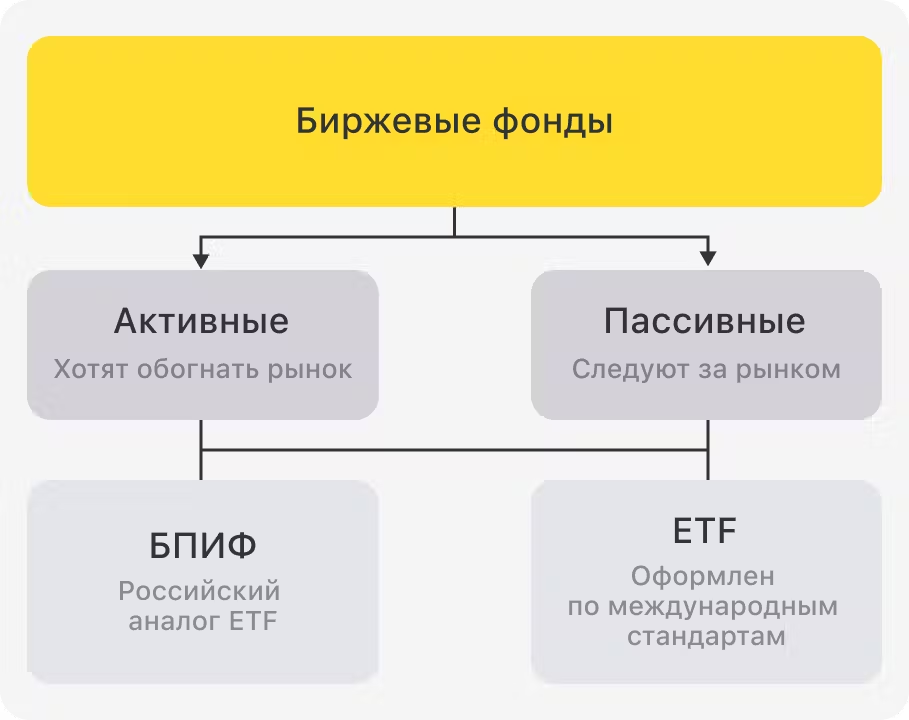 Биржевые фонды
Активные
Хотят обогнать рынок
Пассивные
Следуют за рынком
БПИФ
Российский
аналог ETF
ETF
Оформлен
по международным
стандартам